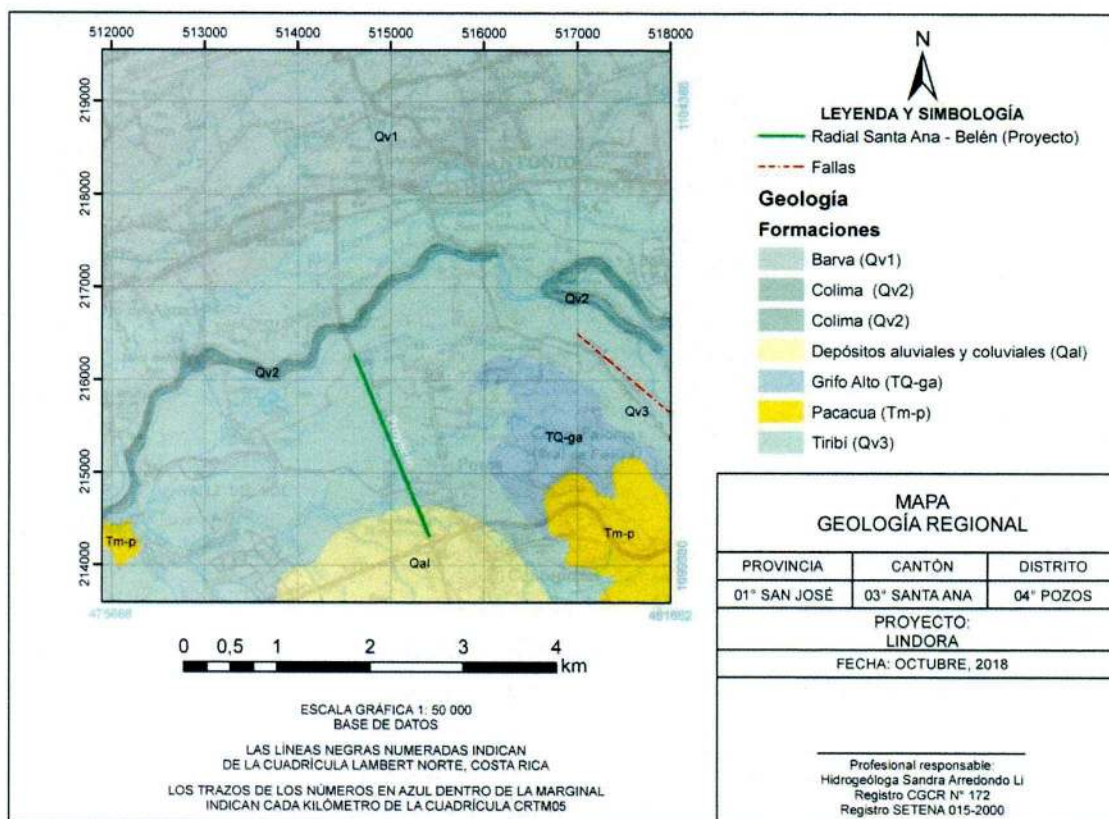 512000 513000 514000 515000 516000 517000 518000
219000
218000
217000
216000
215000
214000
1104385
1099080
475668
481662
Qv1
Qv2
Qv2
Qv3
TQ-ga
Tm-p
Tm-p
Qal
0 0,5 1 2 3 4
km
ESCALA GRÁFICA 1: 50 000
BASE DE DATOS
LAS LÍNEAS NEGRAS NUMERADAS INDICAN
DE LA CUADRÍCULA LAMBERT NORTE, COSTA RICA
LOS TRAZOS DE LOS NÚMEROS EN AZUL DENTRO DE LA MARGINAL
INDICAN CADA KILÓMETRO DE LA CUADRÍCULA CRTM05
N
LEYENDA Y SIMBOLOGÍA
Radial Santa Ana - Belén (Proyecto)
Fallas
Geología
Formaciones
Barva (Qv1)
Colima (Qv2)
Colima (Qv2)
Depósitos aluviales y coluviales (Qal)
Grifo Alto (TQ-ga)
Pacacua (Tm-p)
Tiribí (Qv3)
MAPA
GEOLOGÍA REGIONAL
PROVINCIA CANTÓN DISTRITO
01° SAN JOSÉ 03° SANTA ANA 04° POZOS
PROYECTO:
LINDORA
FECHA: OCTUBRE, 2018
Profesional responsable:
Hidrogeóloga Sandra Arredondo Li
Registro CGCR N° 172
Registro SETENA 015-2000